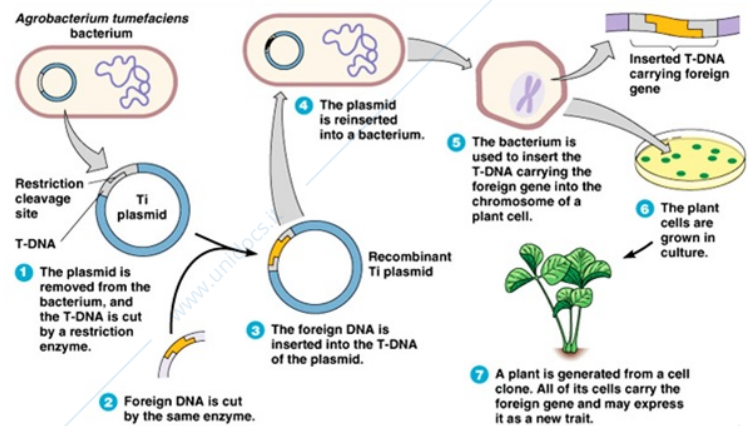 Agrobacterium tumefaciens
bacterium
Restriction
cleavage
site
Ti
plasmid
T-DNA
1 The plasmid is
removed from the
bacterium, and
the T-DNA is cut
by a restriction
enzyme.
2 Foreign DNA is cut
by the same enzyme.
Recombinant
Ti plasmid
3 The foreign DNA is
inserted into the T-DNA
of the plasmid.
4 The plasmid
is reinserted
into a bacterium.
5 The bacterium is
used to insert the
T-DNA carrying the
foreign gene into the
chromosome of a
plant cell.
Inserted T-DNA
carrying foreign
gene
6 The plant
cells are
grown in
culture.
7 A plant is generated from a cell
clone. All of its cells carry the
foreign gene and may express
it as a new trait.